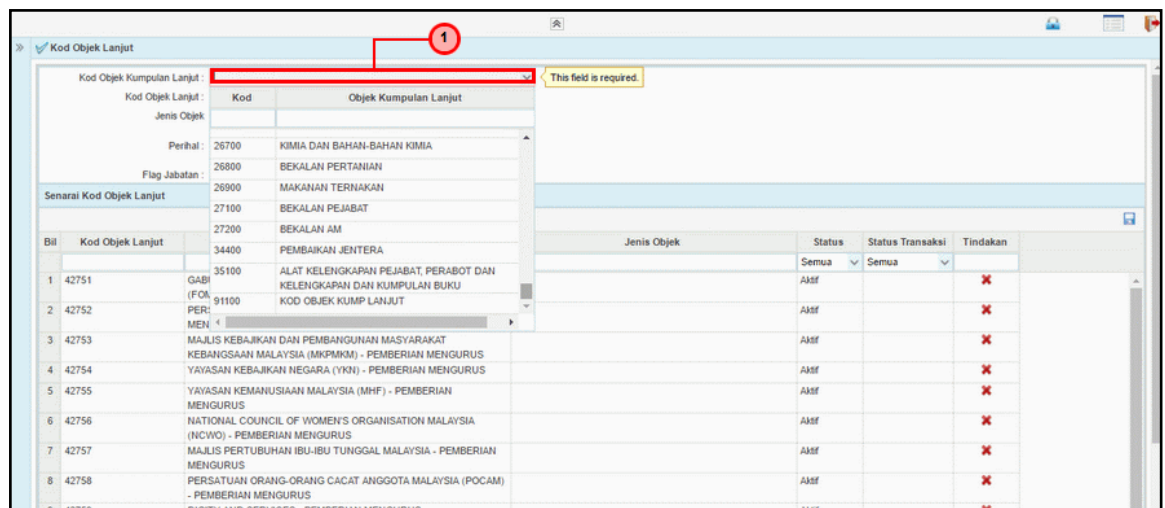 1
Kod Objek Lanjut
Kod Objek Kumpulan Lanjut :
This field is required.
Kod Objek Lanjut :
Kod Objek Kumpulan Lanjut
Jenis Objek
Perihal :
26700 KIMIA DAN BAHAN-BAHAN KIMIA
26800 BEKALAN PERTANIAN
Flag Jabatan :
26900 MAKANAN TERNAKAN
Senarai Kod Objek Lanjut
27100 BEKALAN PEJABAT
27200 BEKALAN AM
Bil Kod Objek Lanjut Jenis Objek Status Status Transaksi Tindakan
34400 PEMBAIKAN JENTERA
Semua Semua
35100 ALAT KELENGKAPAN PEJABAT, PERABOT DAN
KELENGKAPAN DAN KUMPULAN BUKU
91100 KOD OBJEK KUMP LANJUT
1 42751 GAB Aktif
(FOM
2 42752 PERS Aktif
MEN
3 42753 MAJLIS KEBAJIKAN DAN PEMBANGUNAN MASYARAKAT Aktif
KEBANGSAAN MALAYSIA (MKPMKM) - PEMBERIAN MENGURUS
4 42754 YAYASAN KEBAJIKAN NEGARA (YKN) - PEMBERIAN MENGURUS Aktif
5 42755 YAYASAN KEMANUSIAAN MALAYSIA (MHF) - PEMBERIAN Aktif
MENGURUS
6 42756 NATIONAL COUNCIL OF WOMEN'S ORGANISATION MALAYSIA Aktif
(NCWO) - PEMBERIAN MENGURUS
7 42757 MAJLIS PERTUBUHAN IBU-IBU TUNGGAL MALAYSIA - PEMBERIAN Aktif
MENGURUS
8 42758 PERSATUAN ORANG-ORANG CACAT ANGGOTA MALAYSIA (POCAM) Aktif
- PEMBERIAN MENGURUS